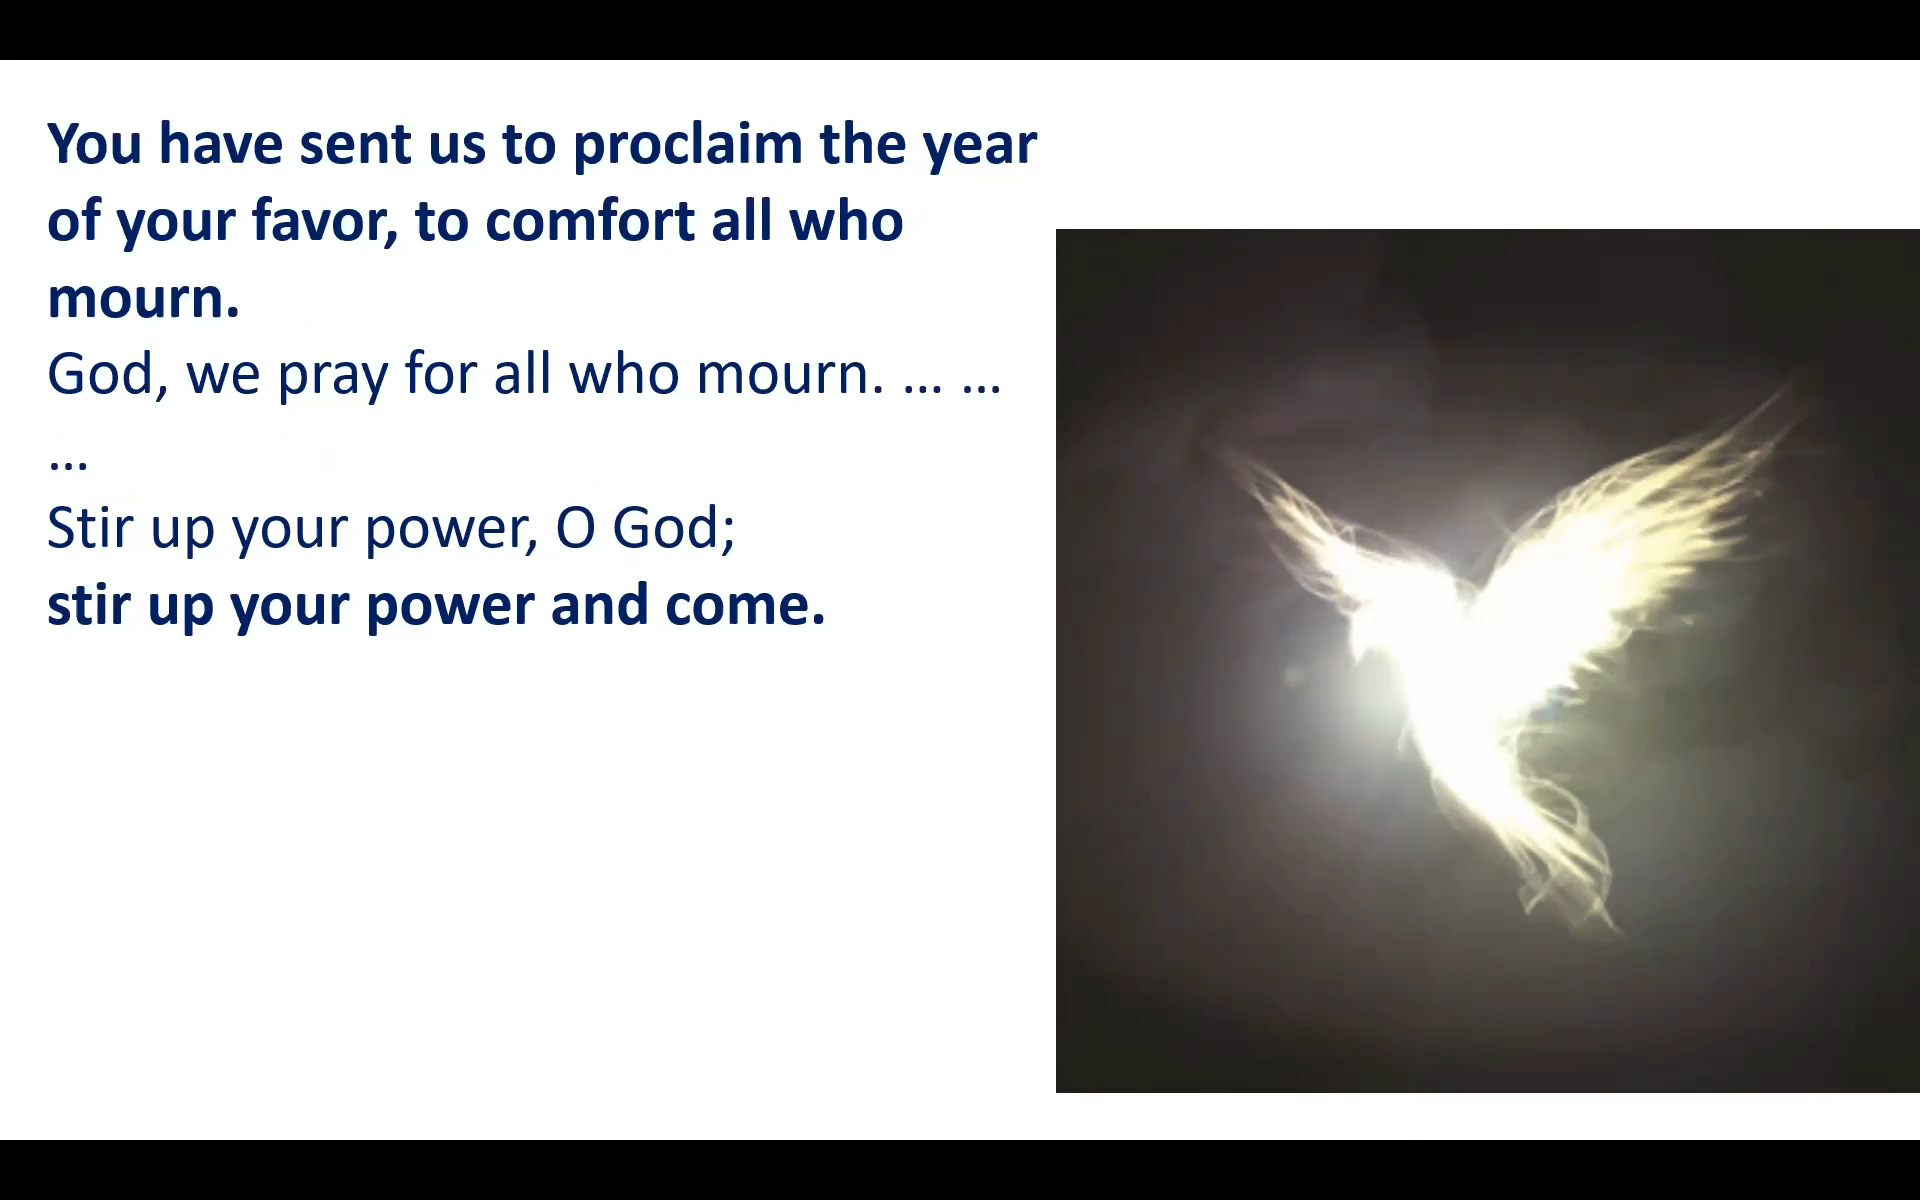 You have sent us to proclaim the year
of your favor, to comfort all who
mourn.
God, we pray for all who mourn. … …
…
Stir up your power, O God;
stir up your power and come.